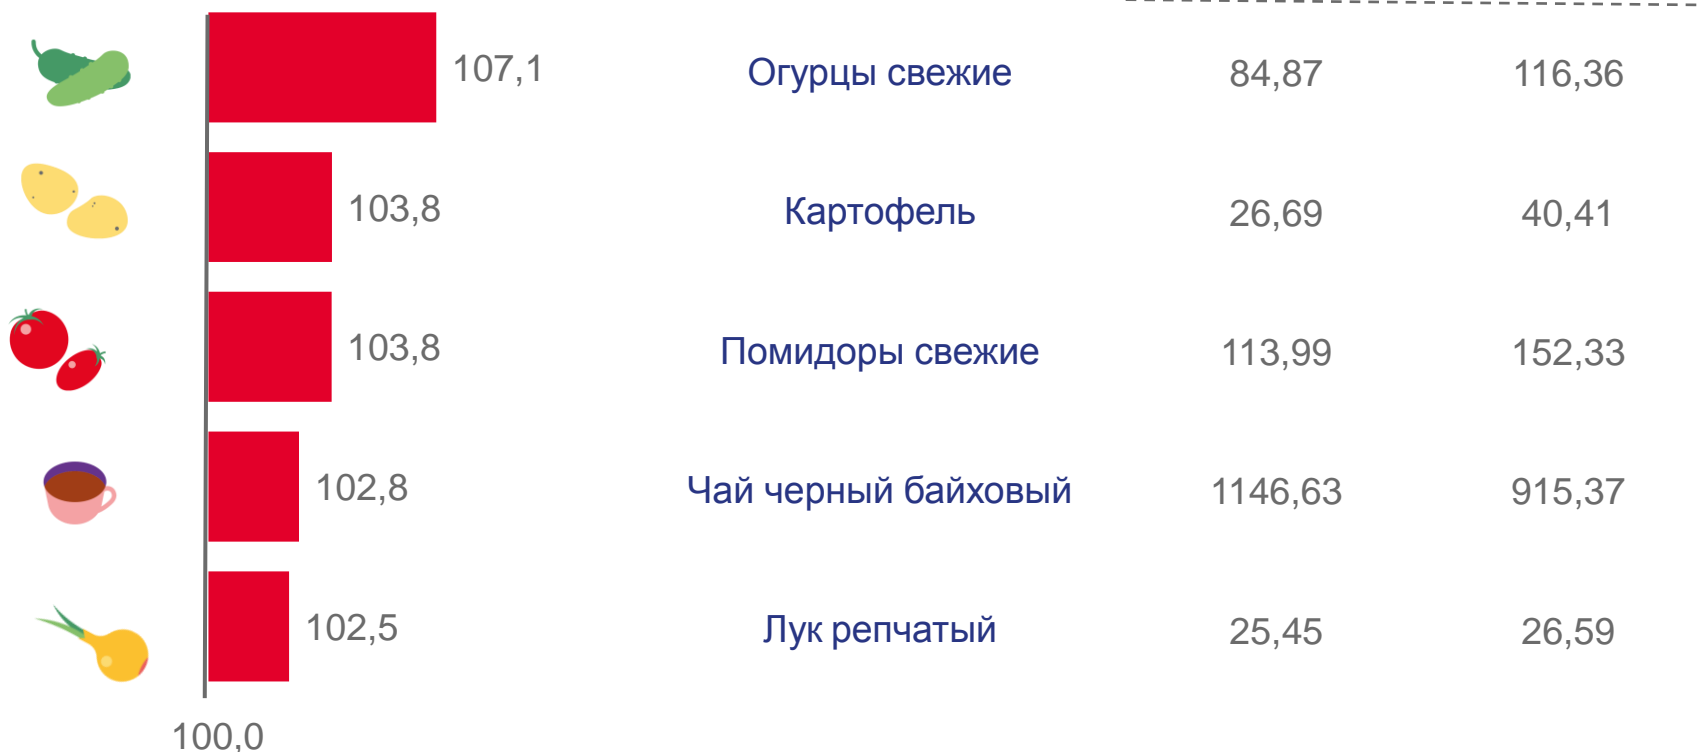 107,1 Огурцы свежие 84,87 116,36
103,8 Картофель 26,69 40,41
103,8 Помидоры свежие 113,99 152,33
102,8 Чай черный байховый 1146,63 915,37
102,5 Лук репчатый 25,45 26,59
100,0